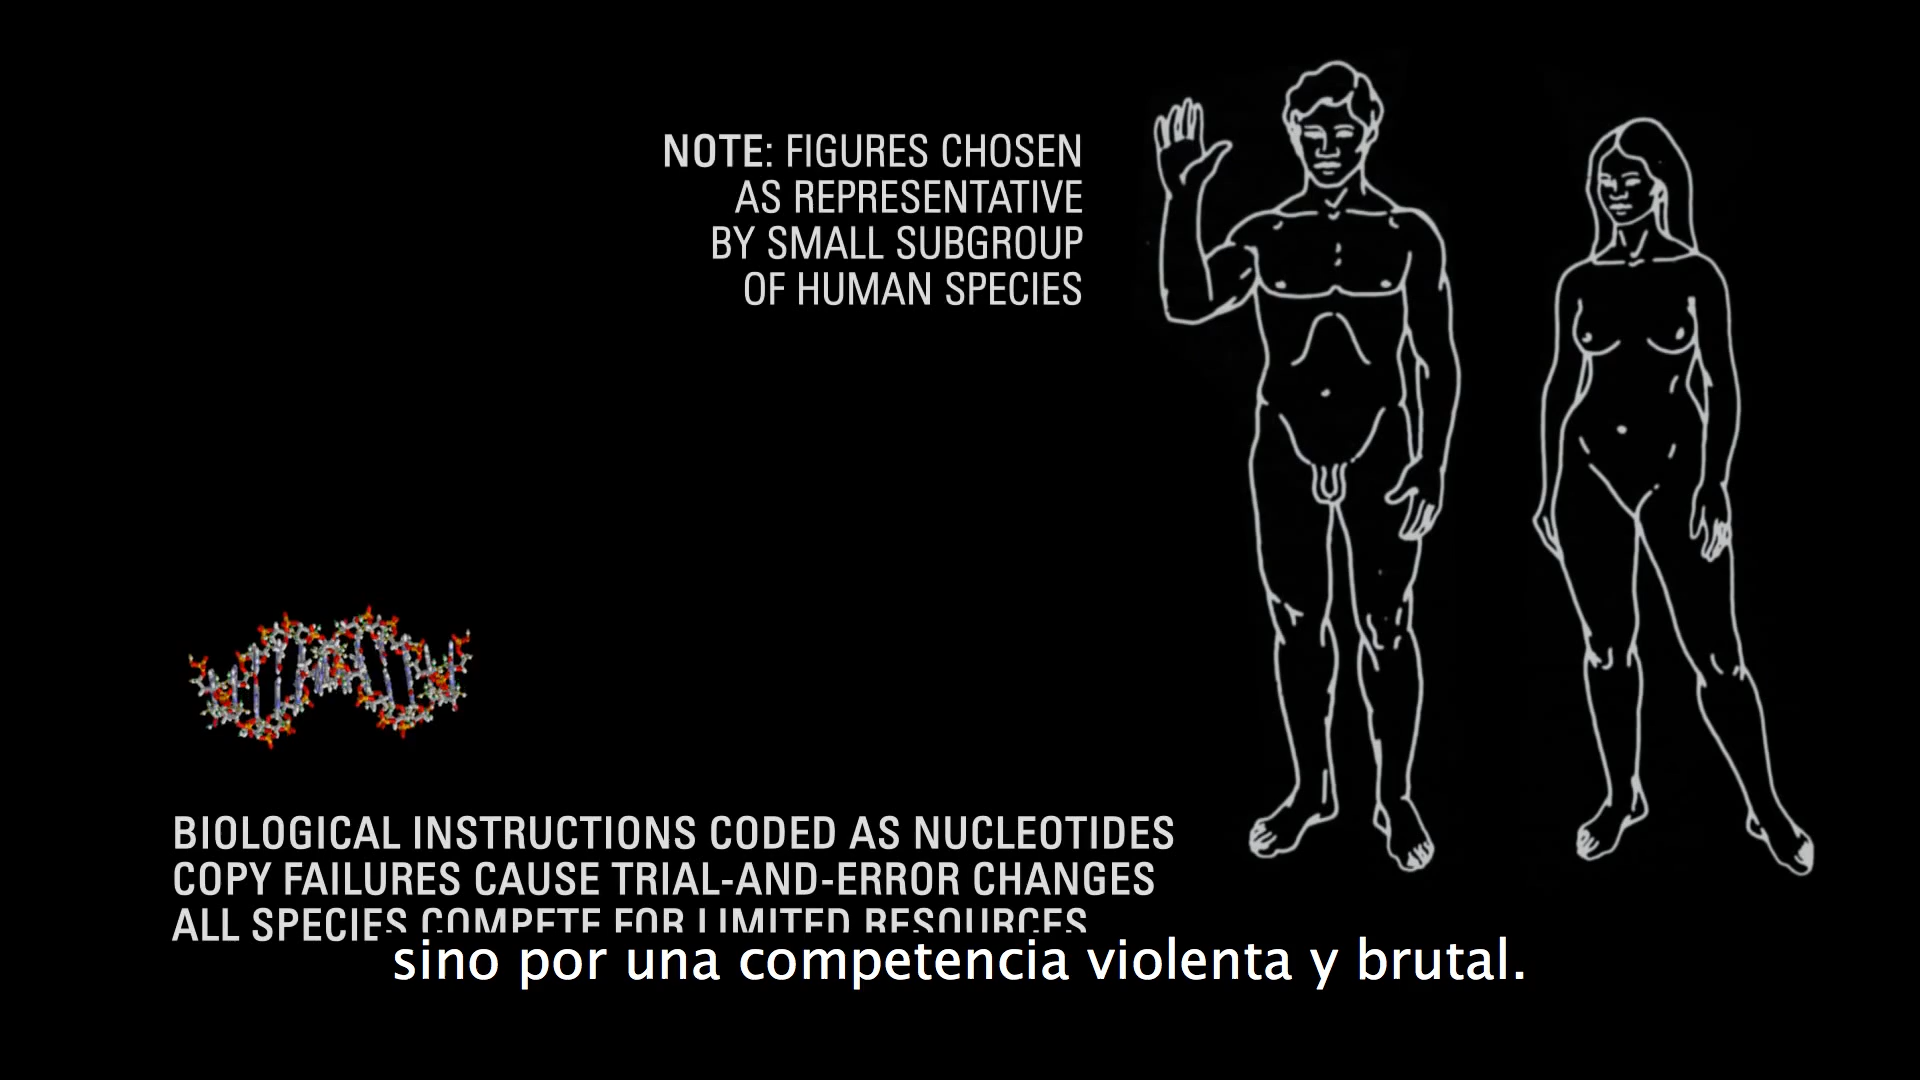 NOTE: FIGURES CHOSEN
AS REPRESENTATIVE
BY SMALL SUBGROUP
OF HUMAN SPECIES
BIOLOGICAL INSTRUCTIONS CODED AS NUCLEOTIDES
COPY FAILURES CAUSE TRIAL-AND-ERROR CHANGES
ALL SPECIES COMPETE FOR LIMITED RESOURCES
sino por una competencia violenta y brutal.